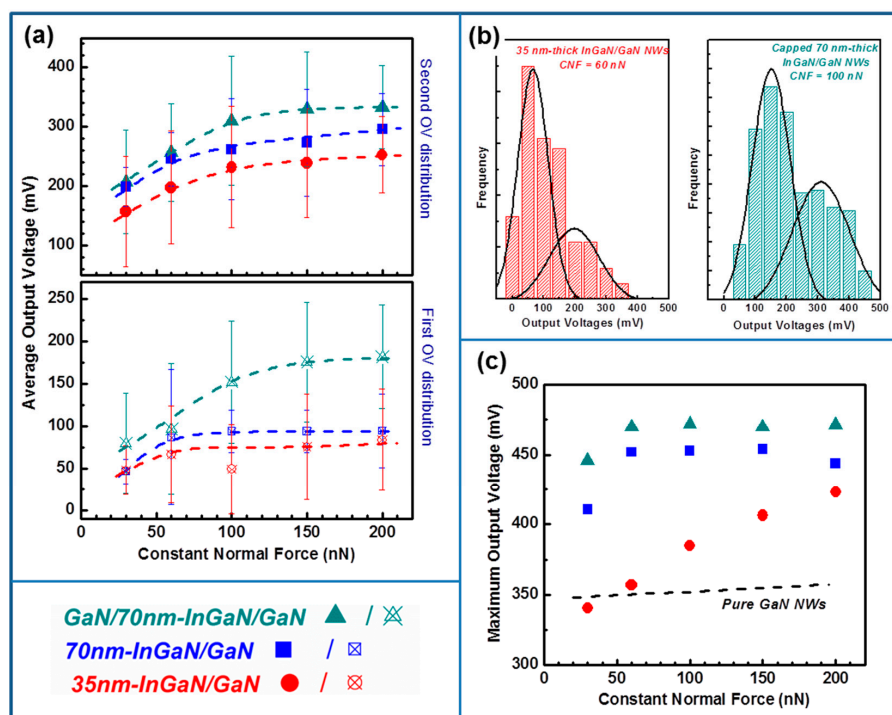 (a)
400
300
200
100
Second OV distribution
250
200
150
100
50
0
First OV distribution
Average Output Voltage (mV)
0 50 100 150 200
Constant Normal Force (nN)
GaN/70nm-InGaN/GaN /
70nm-InGaN/GaN /
35nm-InGaN/GaN /
(b)
35 nm-thick InGaN/GaN NWs
CNF = 60 nN
Frequency
0 100 200 300 400 500
Output Voltages (mV)
Capped 70 nm-thick
InGaN/GaN NWs
CNF = 100 nN
Frequency
0 100 200 300 400 500
Output Voltages (mV)
(c)
500
450
400
350
300
Maximum Output Voltage (mV)
Pure GaN NWs
0 50 100 150 200
Constant Normal Force (nN)